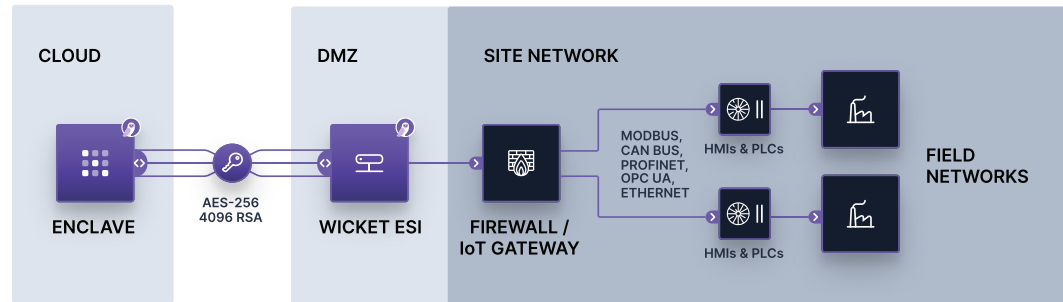 CLOUD
DMZ
SITE NETWORK
ENCLAVE
AES-256
4096 RSA
WICKET ESI
FIREWALL /
IoT GATEWAY
MODBUS,
CAN BUS,
PROFINET,
OPC UA,
ETHERNET
HMIs & PLCs
HMIs & PLCs
FIELD
NETWORKS